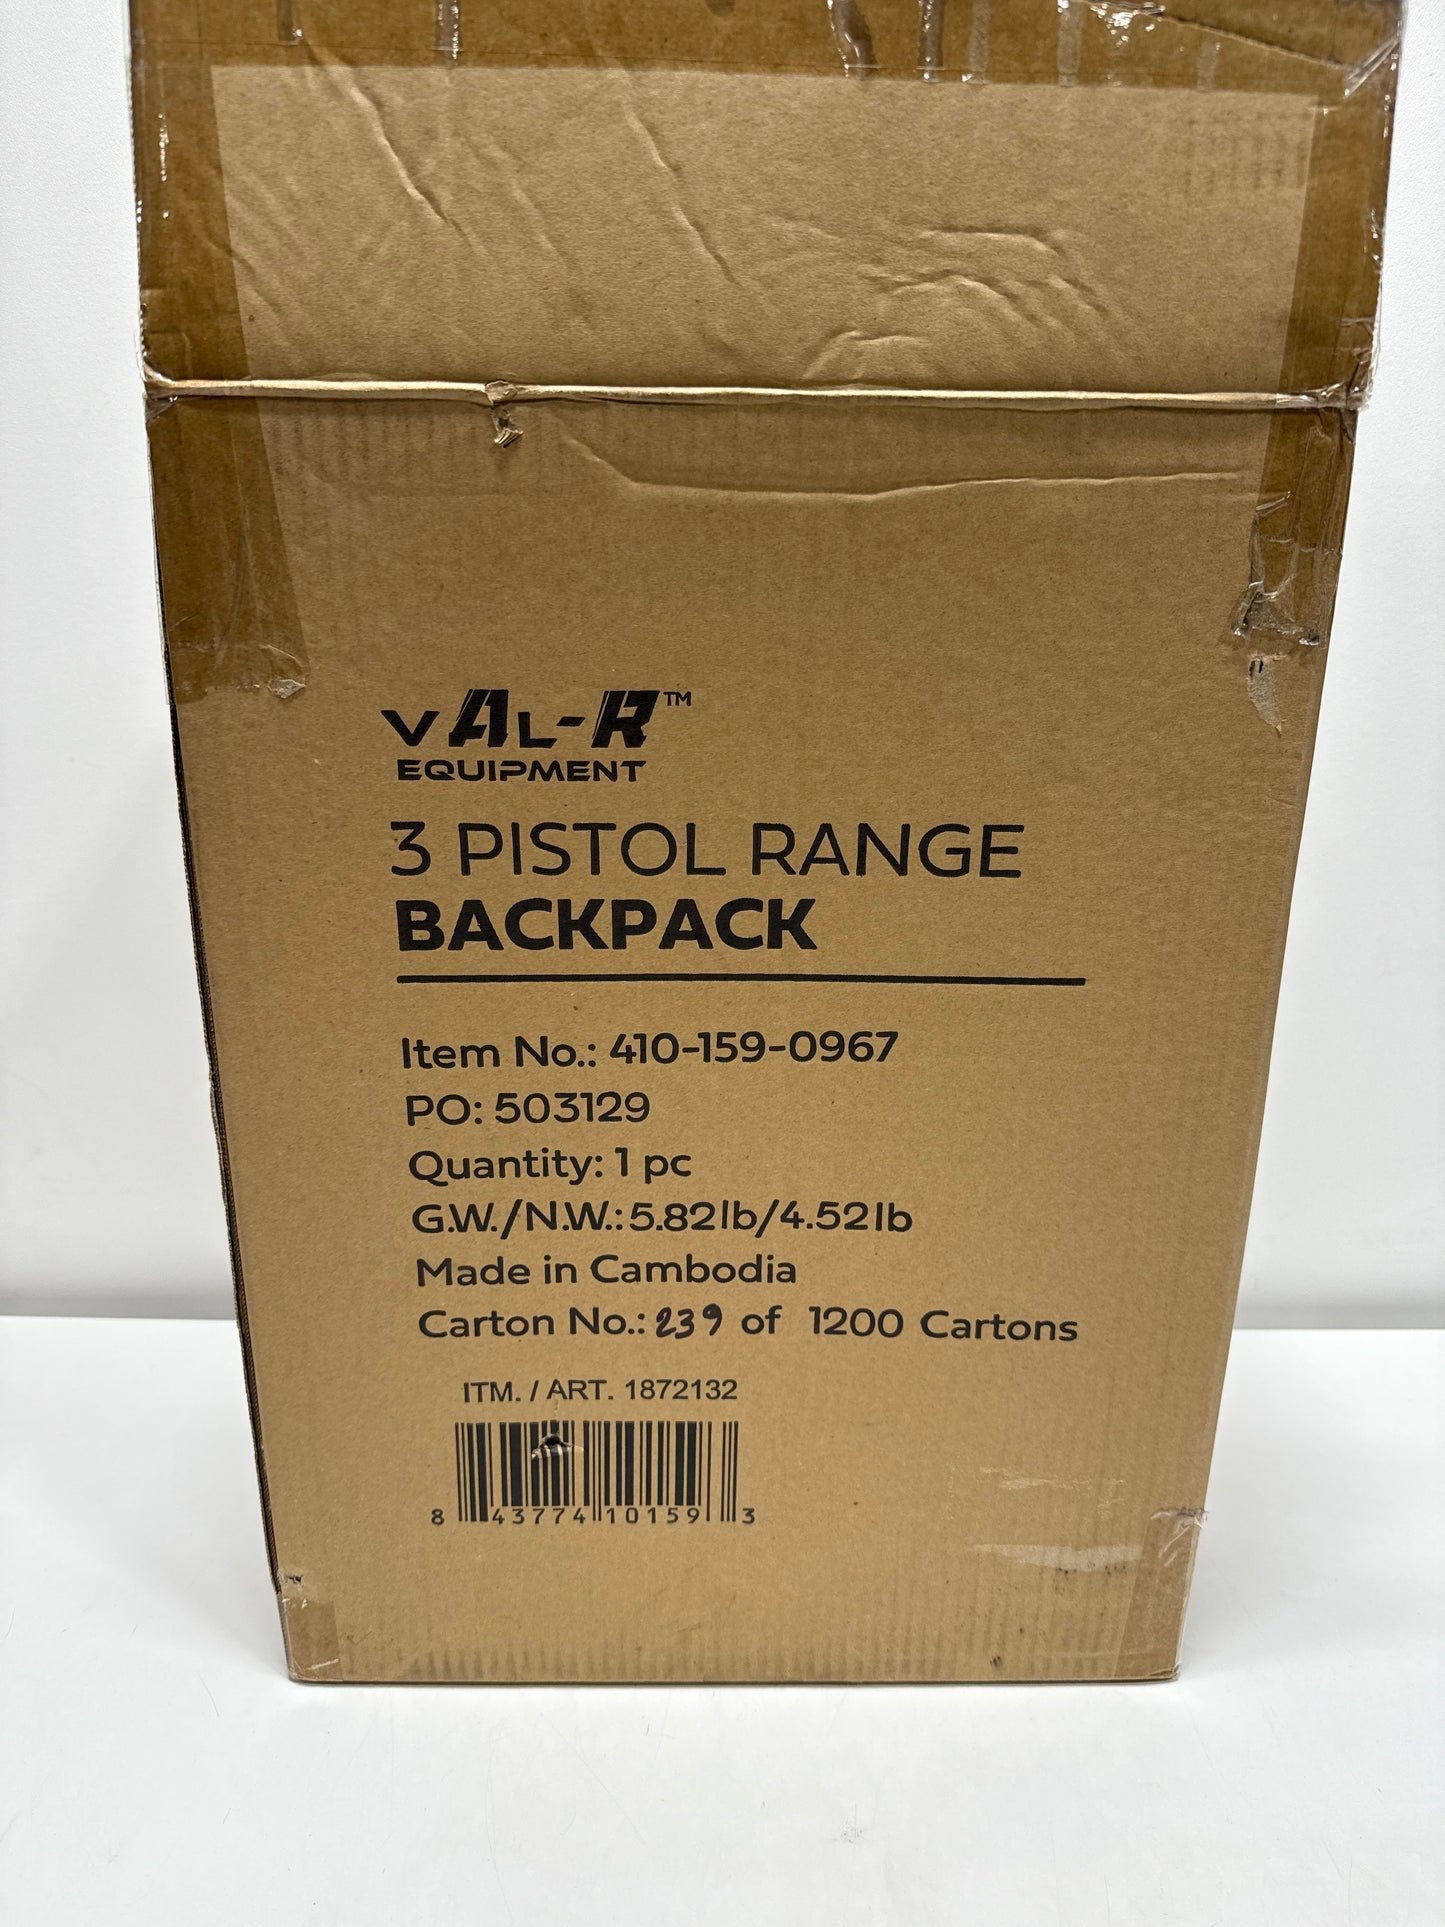 VAL-R™
EQUIPMENT
3 PISTOL RANGE
BACKPACK
Item No.: 410-159-0967
PO: 503129
Quantity: 1 pc
G.W./N.W.: 5.82lb/4.52lb
Made in Cambodia
Carton No.: 239 of 1200 Cartons
ITM. / ART. 1872132
8 43774 10159 3